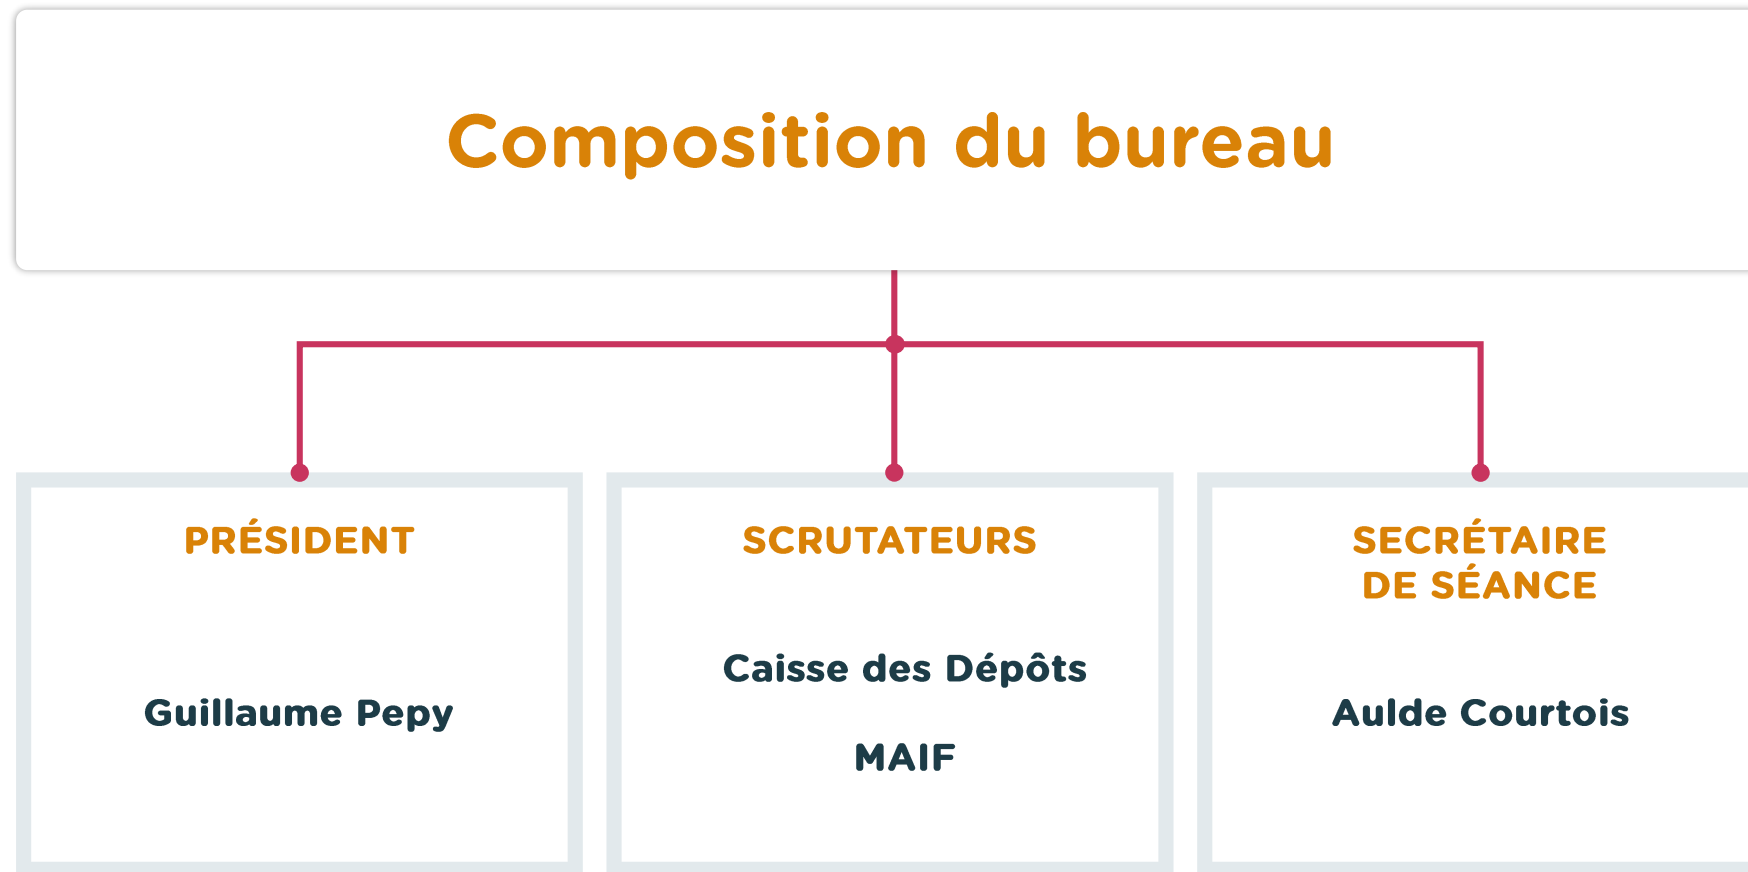 Composition du bureau
PRÉSIDENT
Guillaume Pepy
SCRUTATEURS
Caisse des Dépôts
MAIF
SECRÉTAIRE
DE SÉANCE
Aulde Courtois